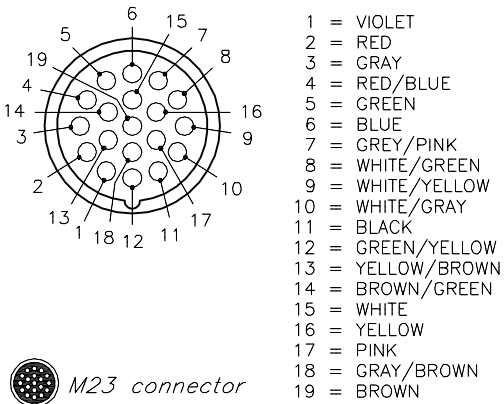 6
15
5
7
19
8
4
14
16
3
9
2
10
13
17
1
18
12
11
1 = VIOLET
2 = RED
3 = GRAY
4 = RED/BLUE
5 = GREEN
6 = BLUE
7 = GREY/PINK
8 = WHITE/GREEN
9 = WHITE/YELLOW
10 = WHITE/GRAY
11 = BLACK
12 = GREEN/YELLOW
13 = YELLOW/BROWN
14 = BROWN/GREEN
15 = WHITE
16 = YELLOW
17 = PINK
18 = GRAY/BROWN
19 = BROWN
M23 connector